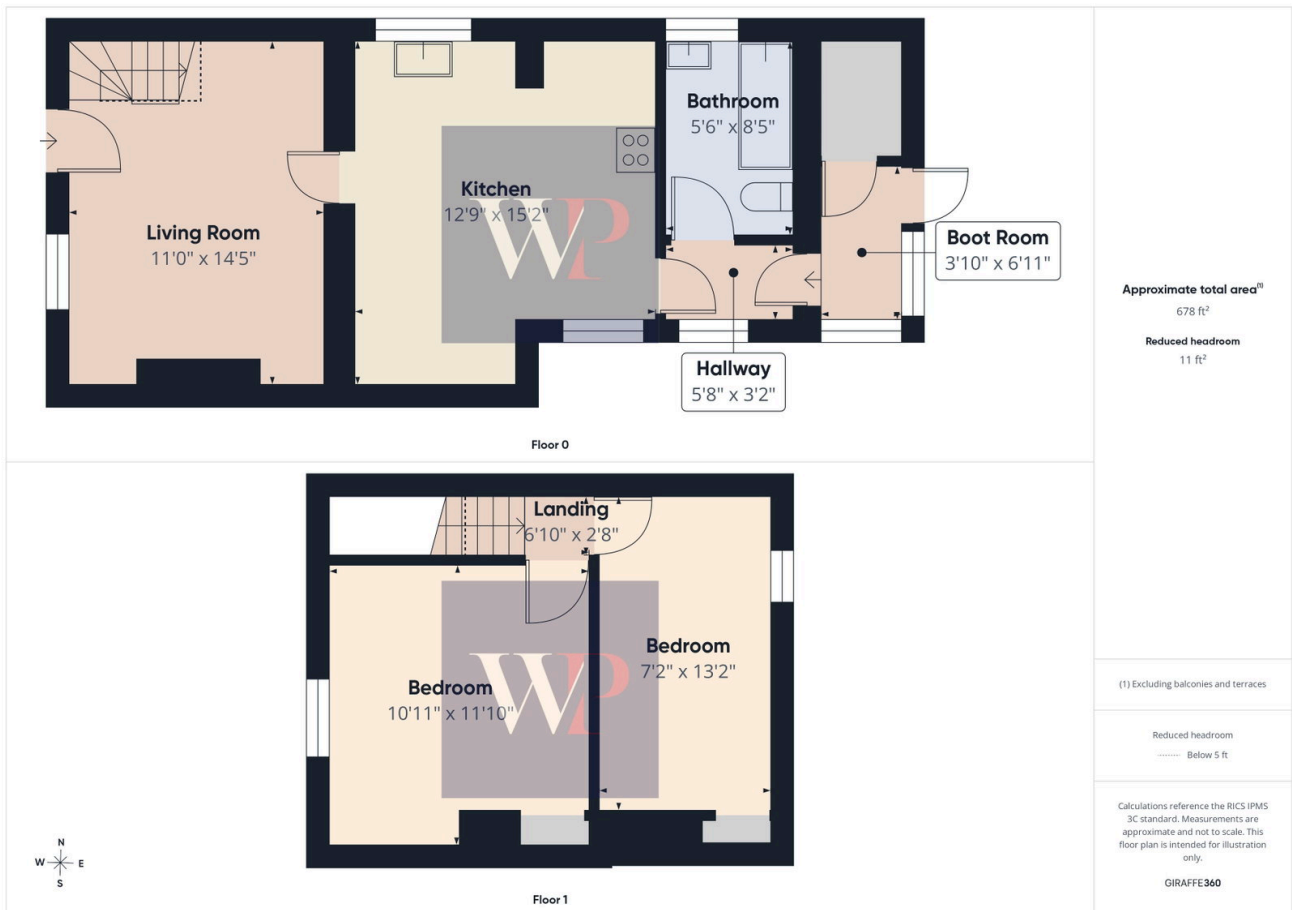 Living Room
11'0" x 14'5"
Kitchen
12'9" x 15'2"
WP
Bathroom
5'6" x 8'5"
Boot Room
3'10" x 6'11"
Hallway
5'8" x 3'2"
Floor 0
Landing
6'10" x 2'8"
Bedroom
10'11" x 11'10"
WP
Bedroom
7'2" x 13'2"
N
W E
S
Floor 1
Approximate total area(1)
678 ft²
Reduced headroom
11 ft²
(1) Excluding balconies and terraces
Reduced headroom
Below 5 ft
Calculations reference the RICS IPMS
3C standard. Measurements are
approximate and not to scale. This
floor plan is intended for illustration
only.
GIRAFFE360